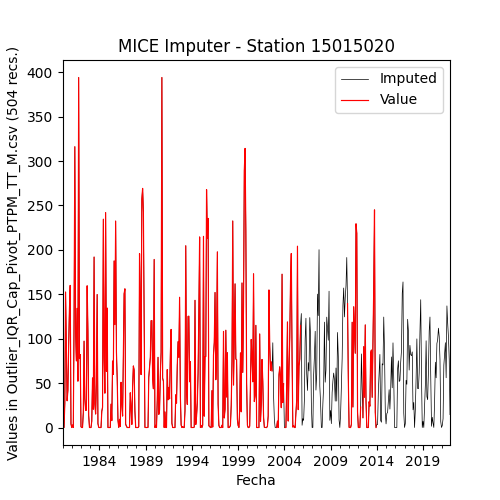 MICE Imputer - Station 15015020
Values in Outlier_IQR_Cap_Pivot_PTPM_TT_M.csv (504 recs.)
400
350
300
250
200
150
100
50
0
Imputed
Value
1984 1989 1994 1999 2004 2009 2014 2019
Fecha